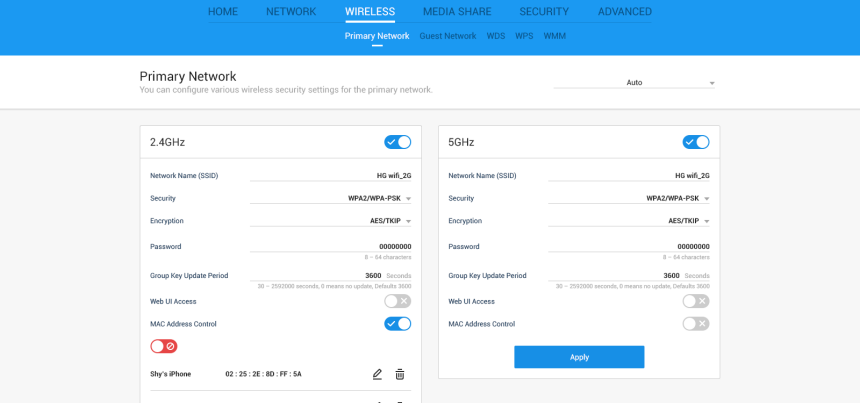 HOME NETWORK WIRELESS MEDIA SHARE SECURITY ADVANCED
Primary Network Guest Network WDS WPS WMM
Primary Network
You can configure various wireless security settings for the primary network.
Auto
2.4GHz
Network Name (SSID) HG wifi_2G
Security WPA2/WPA-PSK
Encryption AES/TKIP
Password 00000000
8 ~ 64 characters
Group Key Update Period 3600 Seconds
30 ~ 2592000 seconds, 0 means no update, Defaults 3600
Web UI Access
MAC Address Control
Shy's iPhone 02 : 25 : 2E : 8D : FF : 5A
5GHz
Network Name (SSID) HG wifi_2G
Security WPA2/WPA-PSK
Encryption AES/TKIP
Password 00000000
8 ~ 64 characters
Group Key Update Period 3600 Seconds
30 ~ 2592000 seconds, 0 means no update, Defaults 3600
Web UI Access
MAC Address Control
Apply